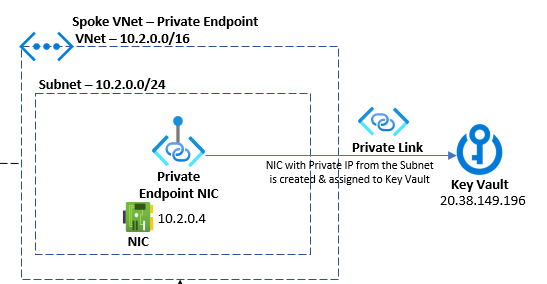 Spoke VNet – Private Endpoint
VNet – 10.2.0.0/16
Subnet – 10.2.0.0/24
Private
Endpoint NIC
10.2.0.4
NIC
Private Link
NIC with Private IP from the Subnet
is created & assigned to Key Vault
Key Vault
20.38.149.196